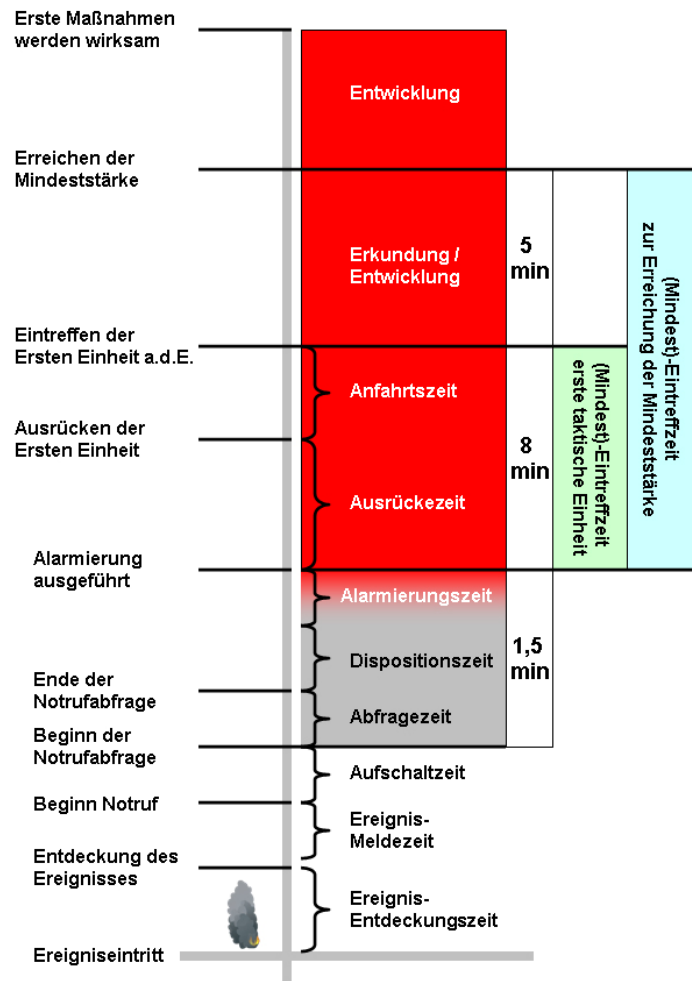 Erste Maßnahmen
werden wirksam
Entwicklung
Erreichen der
Mindeststärke
Erkundung /
Entwicklung
5
min
(Mindest)-Eintreffzeit
zur Erreichung der Mindeststärke
Eintreffen der
Ersten Einheit a.d.E.
Anfahrtszeit
(Mindest)-Eintreffzeit
erste taktische Einheit
Ausrücken der
Ersten Einheit
8
min
Ausrückezeit
Alarmierung
ausgeführt
Alarmierungszeit
1,5
min
Dispositionszeit
Ende der
Notrufabfrage
Abfragezeit
Beginn der
Notrufabfrage
Aufschaltzeit
Beginn Notruf
Ereignis-
Meldezeit
Entdeckung des
Ereignisses
Ereignis-
Entdeckungszeit
Ereigniseintritt